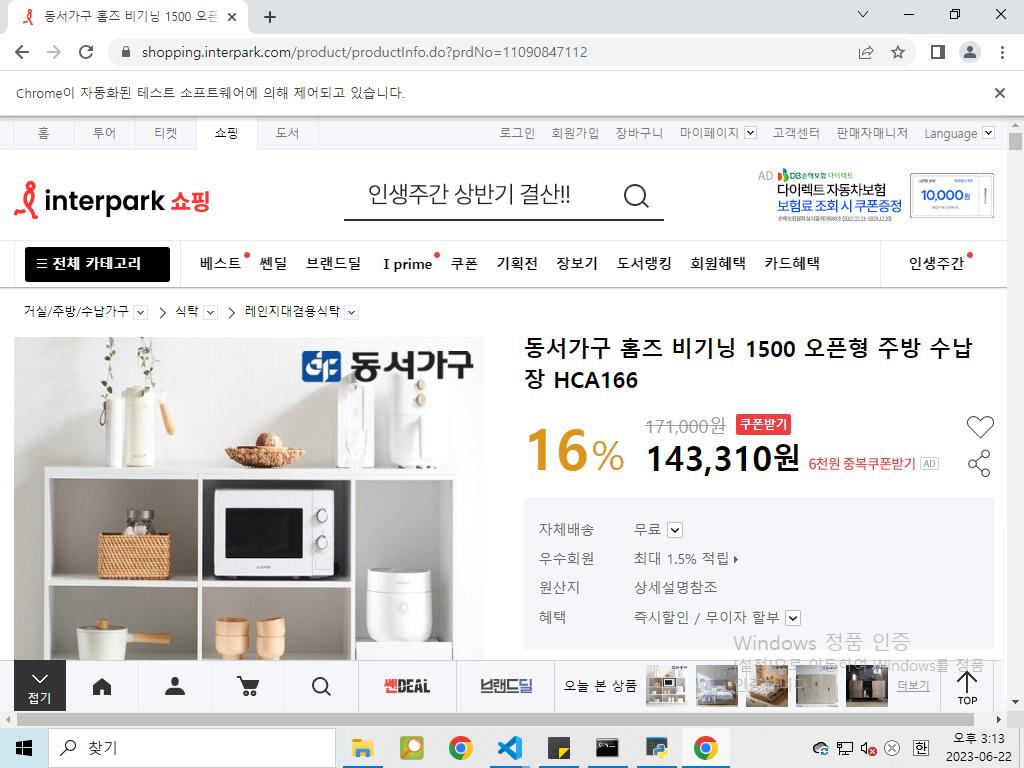 동서가구 홈즈 비기닝 1500 오픈
shopping.interpark.com/product/productInfo.do?prdNo=11090847112
Chrome이 자동화된 테스트 소프트웨어에 의해 제어되고 있습니다.
홈 투어 티켓 쇼핑 도서 로그인 회원가입 장바구니 마이페이지 고객센터 판매자매니저 Language
interpark 쇼핑
인생주간 상반기 결산!!
AD DB손해보험 다이렉트
다이렉트 자동차보험
보험료 조회 시 쿠폰증정
10,000원
전체 카테고리 베스트 쎈딜 브랜드딜 I prime 쿠폰 기획전 장보기 도서랭킹 회원혜택 카드혜택 인생주간
거실/주방/수납가구 식탁 레인지대겸용식탁
동서가구
동서가구 홈즈 비기닝 1500 오픈형 주방 수납
장 HCA166
16% 171,000원 쿠폰받기
143,310원 6천원 중복쿠폰받기 AD
자체배송 무료
우수회원 최대 1.5% 적립
원산지 상세설명참조
혜택 즉시할인 / 무이자 할부
Windows 정품 인증
[설정]으로 이동하여 Windows를 정품
접기 쎈DEAL 브랜드딜 오늘 본 상품 더보기 TOP
찾기
오후 3:13
2023-06-22
한